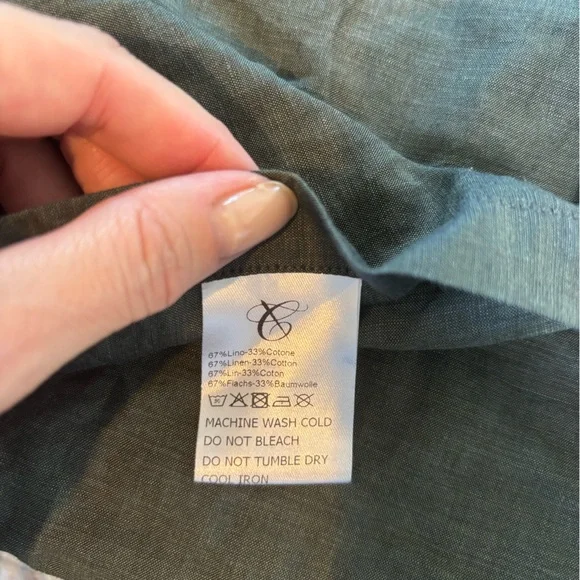 67%Lino-33%Cotone
67%Linen-33%Cotton
67%Lin-33%Coton
67%Flachs-33%Baumwolle
MACHINE WASH COLD
DO NOT BLEACH
DO NOT TUMBLE DRY
COOL IRON